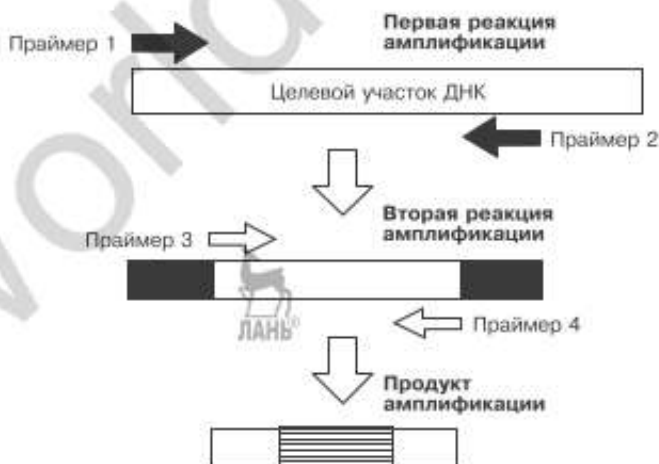 Первая реакция
амплификации
Праймер 1
Целевой участок ДНК
Праймер 2
Вторая реакция
амплификации
Праймер 3
ЛАНЬ®
Праймер 4
Продукт
амплификации